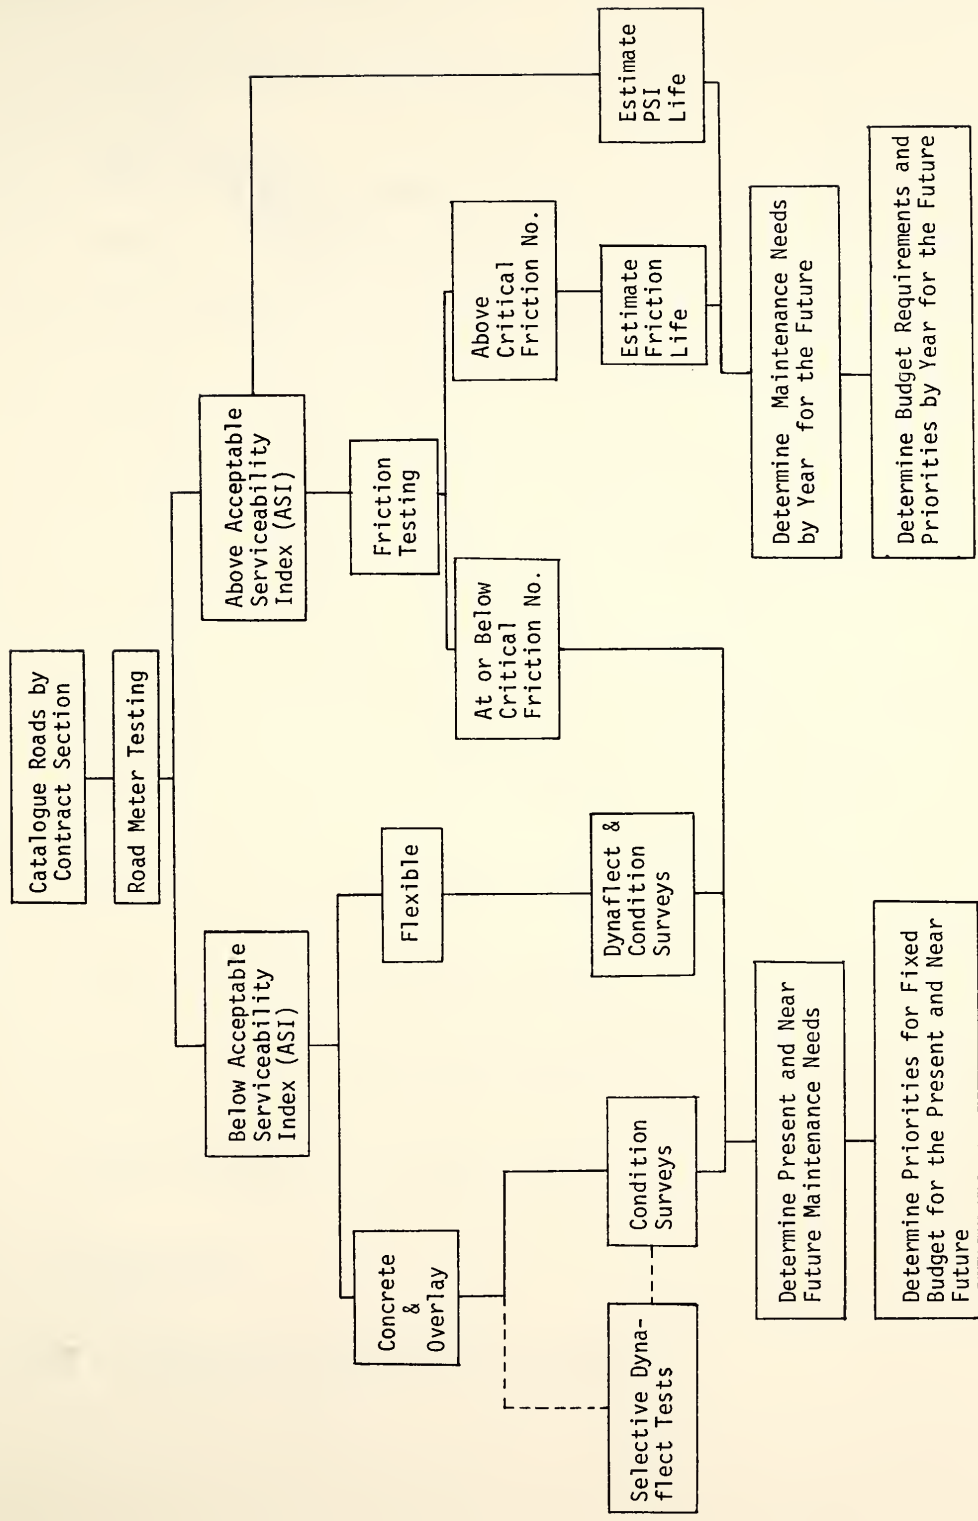 Catalogue Roads by
Contract Section
Road Meter Testing
Below Acceptable
Serviceability
Index (ASI)
Above Acceptable
Serviceability
Index (ASI)
Concrete
&
Overlay
Flexible
Friction
Testing
At or Below
Critical
Friction No.
Above
Critical
Friction No.
Selective Dyna-
flect Tests
Condition
Surveys
Dynaflect &
Condition
Surveys
Estimate
Friction
Life
Estimate
PSI
Life
Determine Present and Near
Future Maintenance Needs
Determine Maintenance Needs
by Year for the Future
Determine Priorities for Fixed
Budget for the Present and Near
Future
Determine Budget Requirements and
Priorities by Year for the Future